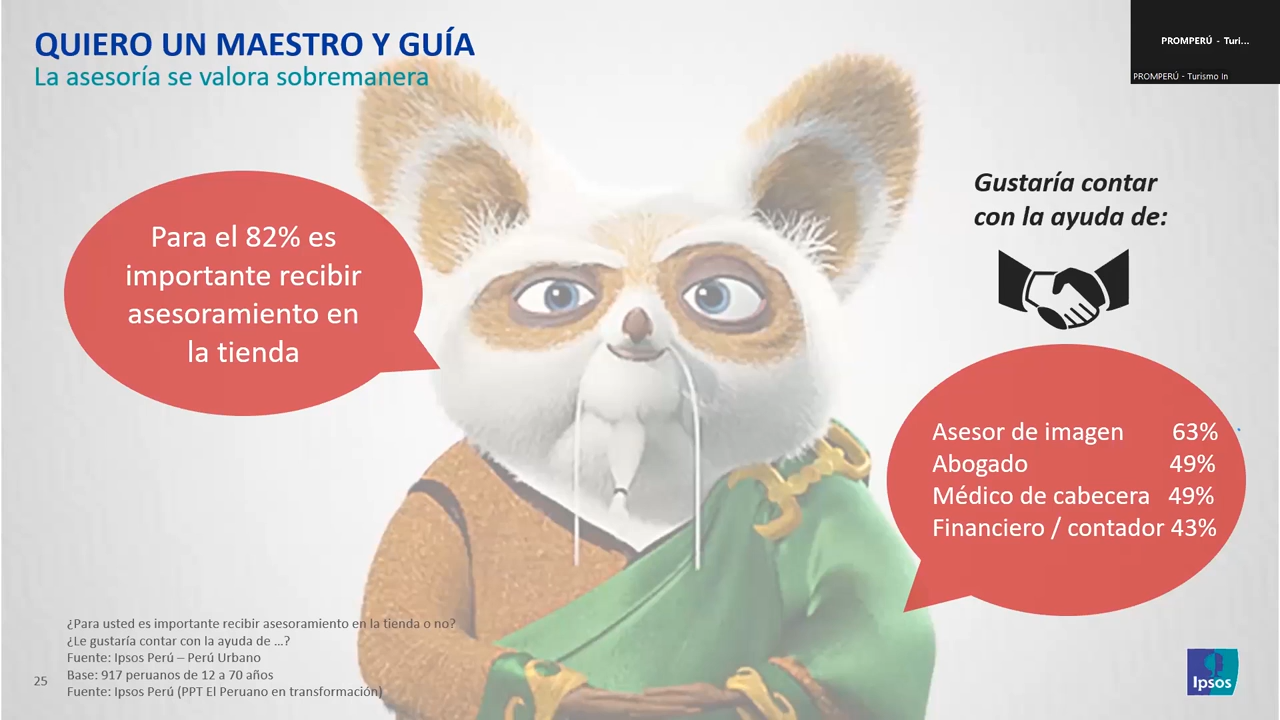 QUIERO UN MAESTRO Y GUÍA
La asesoría se valora sobremanera
PROMPERÚ - Turi...
PROMPERÚ - Turismo In
Para el 82% es
importante recibir
asesoramiento en
la tienda
Gustaría contar
con la ayuda de:
Asesor de imagen 63%
Abogado 49%
Médico de cabecera 49%
Financiero / contador 43%
¿Para usted es importante recibir asesoramiento en la tienda o no?
¿Le gustaría contar con la ayuda de ...?
Fuente: Ipsos Perú – Perú Urbano
Base: 917 peruanos de 12 a 70 años
Fuente: Ipsos Perú (PPT El Peruano en transformación)
25
Ipsos